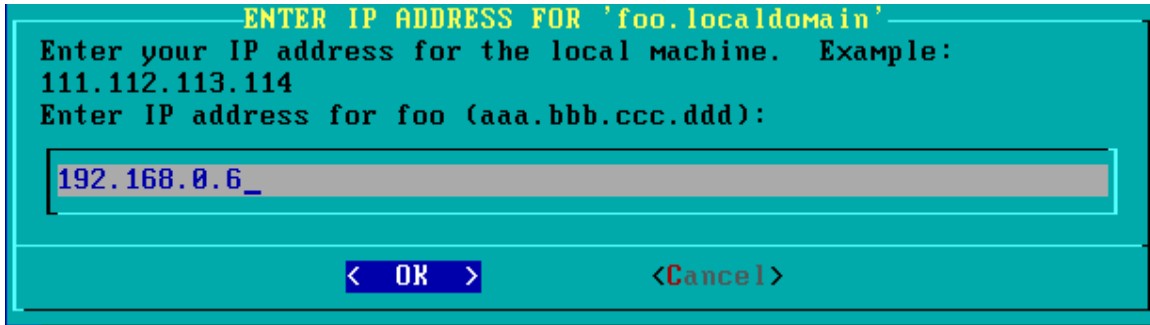 ENTER IP ADDRESS FOR 'foo.localdomain'
Enter your IP address for the local machine.  Example:
111.112.113.114
Enter IP address for foo (aaa.bbb.ccc.ddd):
192.168.0.6_
<  OK  > <Cancel>